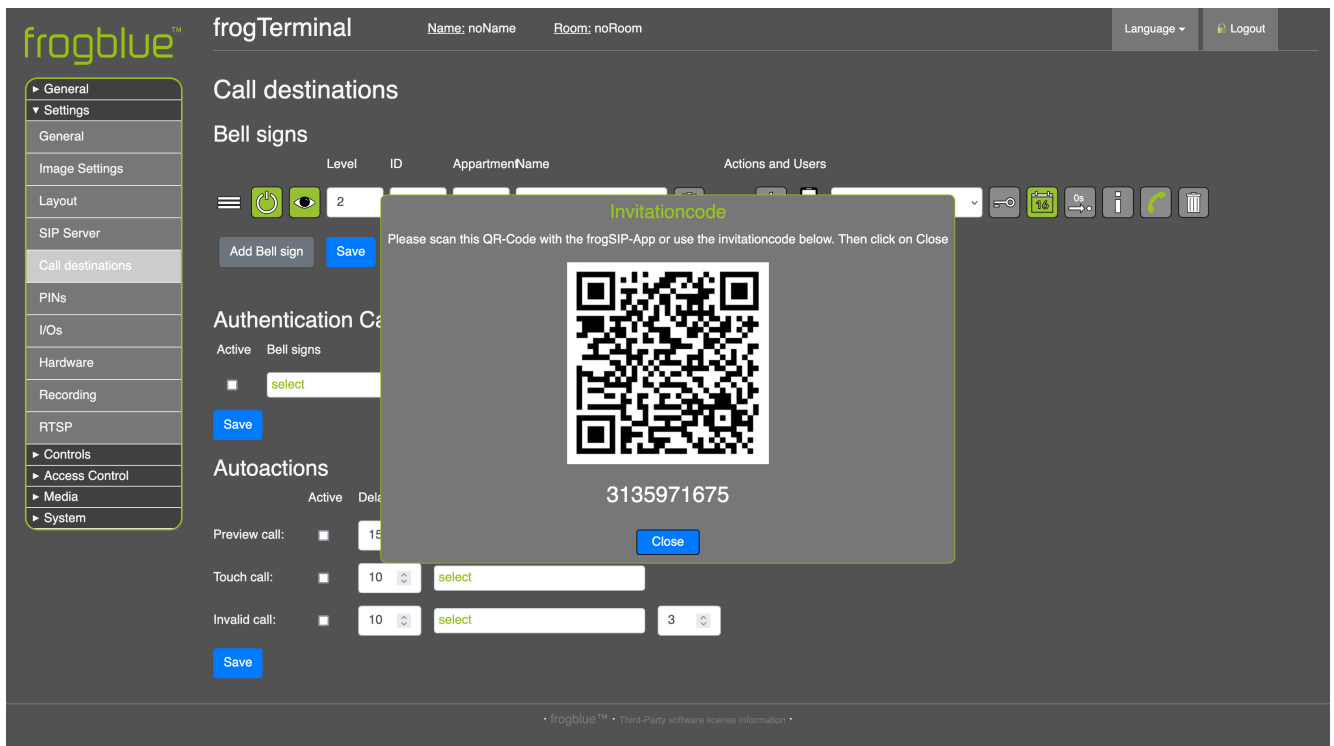 frogblue™
frogTerminal
Name: noName
Room: noRoom
Language
Logout
General
Settings
General
Image Settings
Layout
SIP Server
Call destinations
PINs
I/Os
Hardware
Recording
RTSP
Controls
Access Control
Media
System
Call destinations
Bell signs
Level ID Appartment Name Actions and Users
2
16
0s
Add Bell sign
Save
Invitationcode
Please scan this QR-Code with the frogSIP-App or use the invitationcode below. Then click on Close
3135971675
Close
Authentication
Active Bell signs
select
Save
Autoactions
Active
Preview call: 15
Touch call: 10 select
Invalid call: 10 select 3
Save
• frogblue™ • Third-Party software license information •